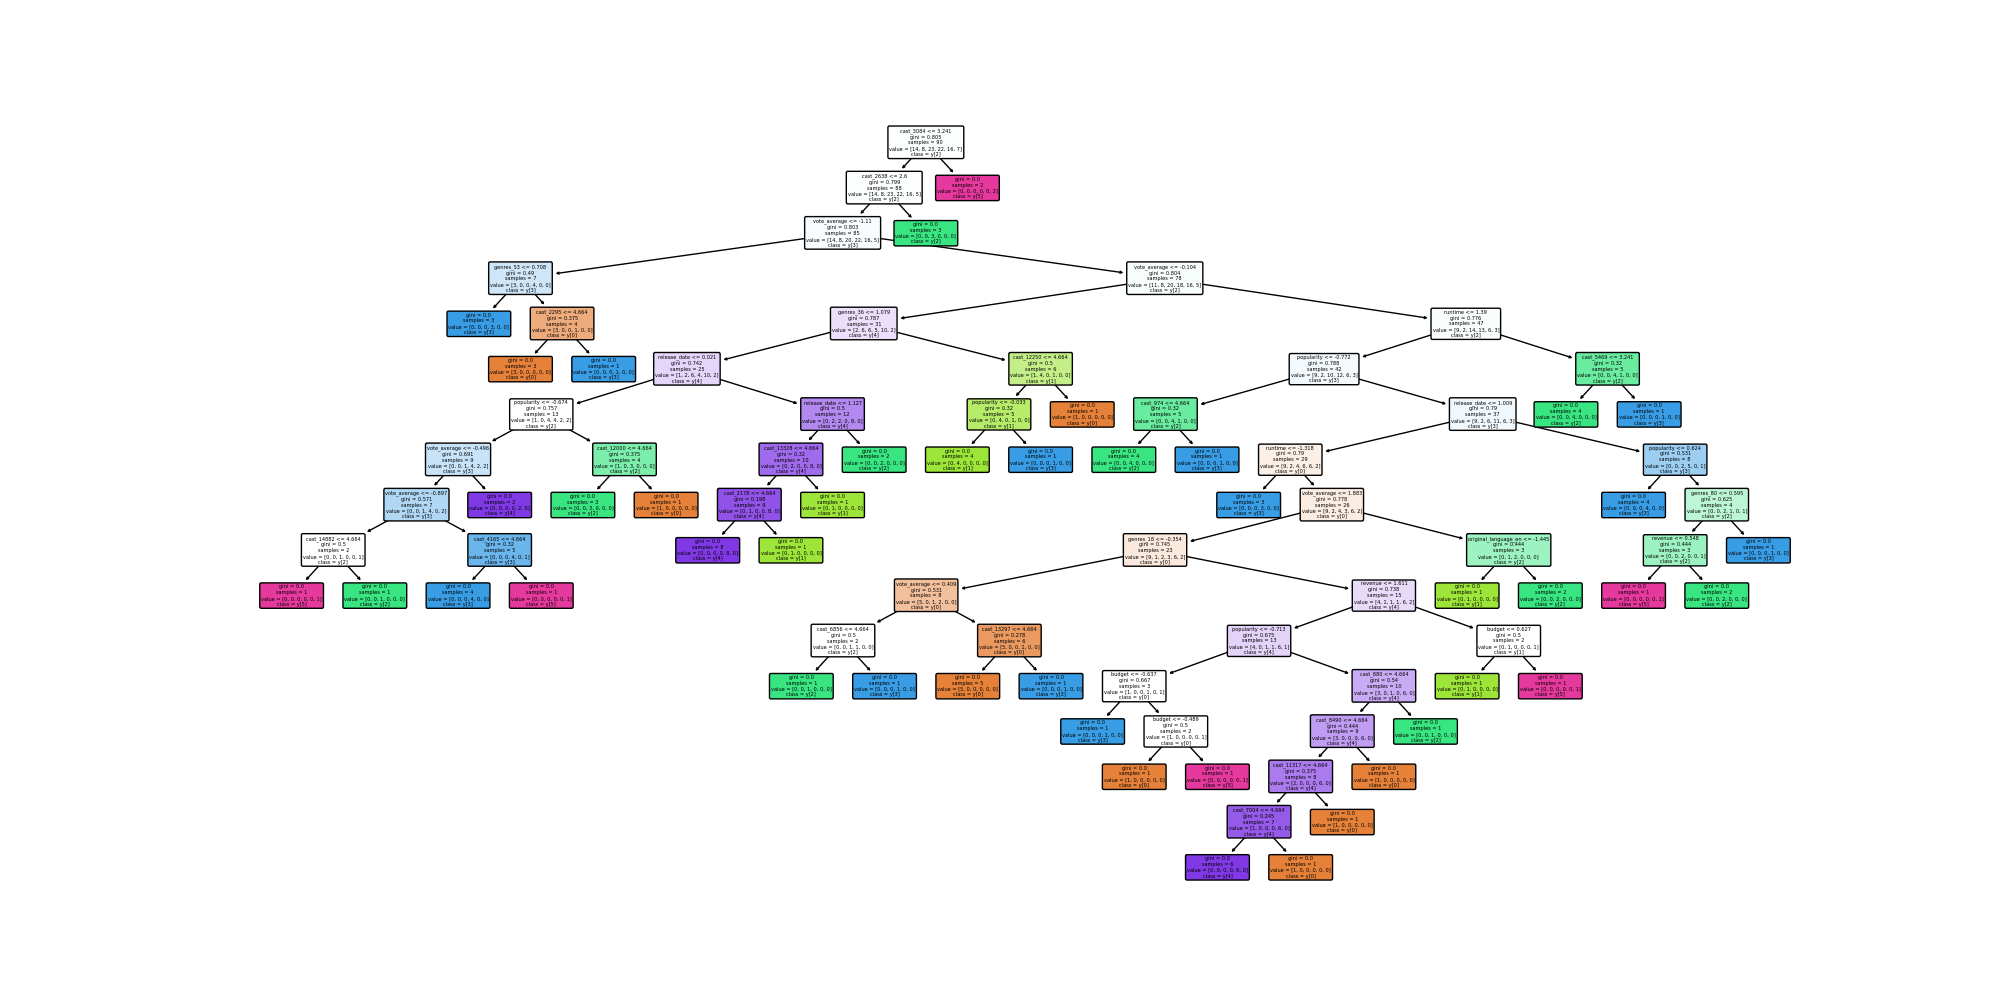 cast_3084 <= 3.241
gini = 0.805
samples = 90
value = [14, 8, 23, 22, 16, 7]
class = y[2]
cast_2638 <= 2.6
gini = 0.799
samples = 88
value = [14, 8, 23, 22, 16, 5]
class = y[2]
gini = 0.0
samples = 2
value = [0, 0, 0, 0, 0, 2]
class = y[5]
vote_average <= -1.11
gini = 0.803
samples = 85
value = [14, 8, 20, 22, 16, 5]
class = y[3]
gini = 0.0
samples = 3
value = [0, 0, 3, 0, 0, 0]
class = y[2]
genres_53 <= 0.708
gini = 0.49
samples = 7
value = [3, 0, 0, 4, 0, 0]
class = y[3]
vote_average <= -0.104
gini = 0.804
samples = 78
value = [11, 8, 20, 18, 16, 5]
class = y[2]
gini = 0.0
samples = 3
value = [0, 0, 0, 3, 0, 0]
class = y[3]
cast_2295 <= 4.664
gini = 0.375
samples = 4
value = [3, 0, 0, 1, 0, 0]
class = y[0]
genres_36 <= 1.079
gini = 0.787
samples = 31
value = [2, 6, 6, 5, 10, 2]
class = y[4]
runtime <= 1.39
gini = 0.776
samples = 47
value = [9, 2, 14, 13, 6, 3]
class = y[2]
gini = 0.0
samples = 3
value = [3, 0, 0, 0, 0, 0]
class = y[0]
gini = 0.0
samples = 1
value = [0, 0, 0, 1, 0, 0]
class = y[3]
release_date <= 0.021
gini = 0.742
samples = 25
value = [1, 2, 6, 4, 10, 2]
class = y[4]
cast_12250 <= 4.664
gini = 0.5
samples = 6
value = [1, 4, 0, 1, 0, 0]
class = y[1]
popularity <= -0.772
gini = 0.788
samples = 42
value = [9, 2, 10, 12, 6, 3]
class = y[3]
cast_5469 <= 3.241
gini = 0.32
samples = 5
value = [0, 0, 4, 1, 0, 0]
class = y[2]
popularity <= -0.674
gini = 0.757
samples = 13
value = [1, 0, 4, 4, 2, 2]
class = y[2]
release_date <= 1.127
gini = 0.5
samples = 12
value = [0, 2, 2, 0, 8, 0]
class = y[4]
popularity <= -0.033
gini = 0.32
samples = 5
value = [0, 4, 0, 1, 0, 0]
class = y[1]
gini = 0.0
samples = 1
value = [1, 0, 0, 0, 0, 0]
class = y[0]
cast_974 <= 4.664
gini = 0.32
samples = 5
value = [0, 0, 4, 1, 0, 0]
class = y[2]
release_date <= 1.009
gini = 0.79
samples = 37
value = [9, 2, 6, 11, 6, 3]
class = y[3]
gini = 0.0
samples = 4
value = [0, 0, 4, 0, 0, 0]
class = y[2]
gini = 0.0
samples = 1
value = [0, 0, 0, 1, 0, 0]
class = y[3]
vote_average <= -0.496
gini = 0.691
samples = 9
value = [0, 0, 1, 4, 2, 2]
class = y[3]
cast_12000 <= 4.664
gini = 0.375
samples = 4
value = [1, 0, 3, 0, 0, 0]
class = y[2]
cast_13328 <= 4.664
gini = 0.32
samples = 10
value = [0, 2, 0, 0, 8, 0]
class = y[4]
gini = 0.0
samples = 2
value = [0, 0, 2, 0, 0, 0]
class = y[2]
gini = 0.0
samples = 4
value = [0, 4, 0, 0, 0, 0]
class = y[1]
gini = 0.0
samples = 1
value = [0, 0, 0, 1, 0, 0]
class = y[3]
gini = 0.0
samples = 4
value = [0, 0, 4, 0, 0, 0]
class = y[2]
gini = 0.0
samples = 1
value = [0, 0, 0, 1, 0, 0]
class = y[3]
runtime <= -1.318
gini = 0.79
samples = 29
value = [9, 2, 4, 6, 6, 2]
class = y[0]
popularity <= 0.624
gini = 0.531
samples = 8
value = [0, 0, 2, 5, 0, 1]
class = y[3]
vote_average <= -0.897
gini = 0.571
samples = 7
value = [0, 0, 1, 4, 0, 2]
class = y[3]
gini = 0.0
samples = 2
value = [0, 0, 0, 0, 2, 0]
class = y[4]
gini = 0.0
samples = 3
value = [0, 0, 3, 0, 0, 0]
class = y[2]
gini = 0.0
samples = 1
value = [1, 0, 0, 0, 0, 0]
class = y[0]
cast_2178 <= 4.664
gini = 0.198
samples = 9
value = [0, 1, 0, 0, 8, 0]
class = y[4]
gini = 0.0
samples = 1
value = [0, 1, 0, 0, 0, 0]
class = y[1]
gini = 0.0
samples = 3
value = [0, 0, 0, 3, 0, 0]
class = y[3]
vote_average <= 1.883
gini = 0.778
samples = 26
value = [9, 2, 4, 3, 6, 2]
class = y[0]
gini = 0.0
samples = 4
value = [0, 0, 0, 4, 0, 0]
class = y[3]
genres_80 <= 0.595
gini = 0.625
samples = 4
value = [0, 0, 2, 1, 0, 1]
class = y[2]
cast_14882 <= 4.664
gini = 0.5
samples = 2
value = [0, 0, 1, 0, 0, 1]
class = y[2]
cast_4165 <= 4.664
gini = 0.32
samples = 5
value = [0, 0, 0, 4, 0, 1]
class = y[3]
gini = 0.0
samples = 8
value = [0, 0, 0, 0, 8, 0]
class = y[4]
gini = 0.0
samples = 1
value = [0, 1, 0, 0, 0, 0]
class = y[1]
genres_18 <= -0.354
gini = 0.745
samples = 23
value = [9, 1, 2, 3, 6, 2]
class = y[0]
original_language_en <= -1.445
gini = 0.444
samples = 3
value = [0, 1, 2, 0, 0, 0]
class = y[2]
revenue <= 0.548
gini = 0.444
samples = 3
value = [0, 0, 2, 0, 0, 1]
class = y[2]
gini = 0.0
samples = 1
value = [0, 0, 0, 1, 0, 0]
class = y[3]
gini = 0.0
samples = 1
value = [0, 0, 0, 0, 0, 1]
class = y[5]
gini = 0.0
samples = 1
value = [0, 0, 1, 0, 0, 0]
class = y[2]
gini = 0.0
samples = 4
value = [0, 0, 0, 4, 0, 0]
class = y[3]
gini = 0.0
samples = 1
value = [0, 0, 0, 0, 0, 1]
class = y[5]
vote_average <= 0.409
gini = 0.531
samples = 8
value = [5, 0, 1, 2, 0, 0]
class = y[0]
revenue <= 1.611
gini = 0.738
samples = 15
value = [4, 1, 1, 1, 6, 2]
class = y[4]
gini = 0.0
samples = 1
value = [0, 1, 0, 0, 0, 0]
class = y[1]
gini = 0.0
samples = 2
value = [0, 0, 2, 0, 0, 0]
class = y[2]
gini = 0.0
samples = 1
value = [0, 0, 0, 0, 0, 1]
class = y[5]
gini = 0.0
samples = 2
value = [0, 0, 2, 0, 0, 0]
class = y[2]
cast_6856 <= 4.664
gini = 0.5
samples = 2
value = [0, 0, 1, 1, 0, 0]
class = y[2]
cast_13297 <= 4.664
gini = 0.278
samples = 6
value = [5, 0, 0, 1, 0, 0]
class = y[0]
popularity <= -0.713
gini = 0.675
samples = 13
value = [4, 0, 1, 1, 6, 1]
class = y[4]
budget <= 0.627
gini = 0.5
samples = 2
value = [0, 1, 0, 0, 0, 1]
class = y[1]
gini = 0.0
samples = 1
value = [0, 0, 1, 0, 0, 0]
class = y[2]
gini = 0.0
samples = 1
value = [0, 0, 0, 1, 0, 0]
class = y[3]
gini = 0.0
samples = 5
value = [5, 0, 0, 0, 0, 0]
class = y[0]
gini = 0.0
samples = 1
value = [0, 0, 0, 1, 0, 0]
class = y[3]
budget <= -0.637
gini = 0.667
samples = 3
value = [1, 0, 0, 1, 0, 1]
class = y[0]
cast_880 <= 4.664
gini = 0.54
samples = 10
value = [3, 0, 1, 0, 6, 0]
class = y[4]
gini = 0.0
samples = 1
value = [0, 1, 0, 0, 0, 0]
class = y[1]
gini = 0.0
samples = 1
value = [0, 0, 0, 0, 0, 1]
class = y[5]
gini = 0.0
samples = 1
value = [0, 0, 0, 1, 0, 0]
class = y[3]
budget <= -0.489
gini = 0.5
samples = 2
value = [1, 0, 0, 0, 0, 1]
class = y[0]
cast_8490 <= 4.664
gini = 0.444
samples = 9
value = [3, 0, 0, 0, 6, 0]
class = y[4]
gini = 0.0
samples = 1
value = [0, 0, 1, 0, 0, 0]
class = y[2]
gini = 0.0
samples = 1
value = [1, 0, 0, 0, 0, 0]
class = y[0]
gini = 0.0
samples = 1
value = [0, 0, 0, 0, 0, 1]
class = y[5]
cast_11317 <= 4.664
gini = 0.375
samples = 8
value = [2, 0, 0, 0, 6, 0]
class = y[4]
gini = 0.0
samples = 1
value = [1, 0, 0, 0, 0, 0]
class = y[0]
cast_7004 <= 4.664
gini = 0.245
samples = 7
value = [1, 0, 0, 0, 6, 0]
class = y[4]
gini = 0.0
samples = 1
value = [1, 0, 0, 0, 0, 0]
class = y[0]
gini = 0.0
samples = 6
value = [0, 0, 0, 0, 6, 0]
class = y[4]
gini = 0.0
samples = 1
value = [1, 0, 0, 0, 0, 0]
class = y[0]